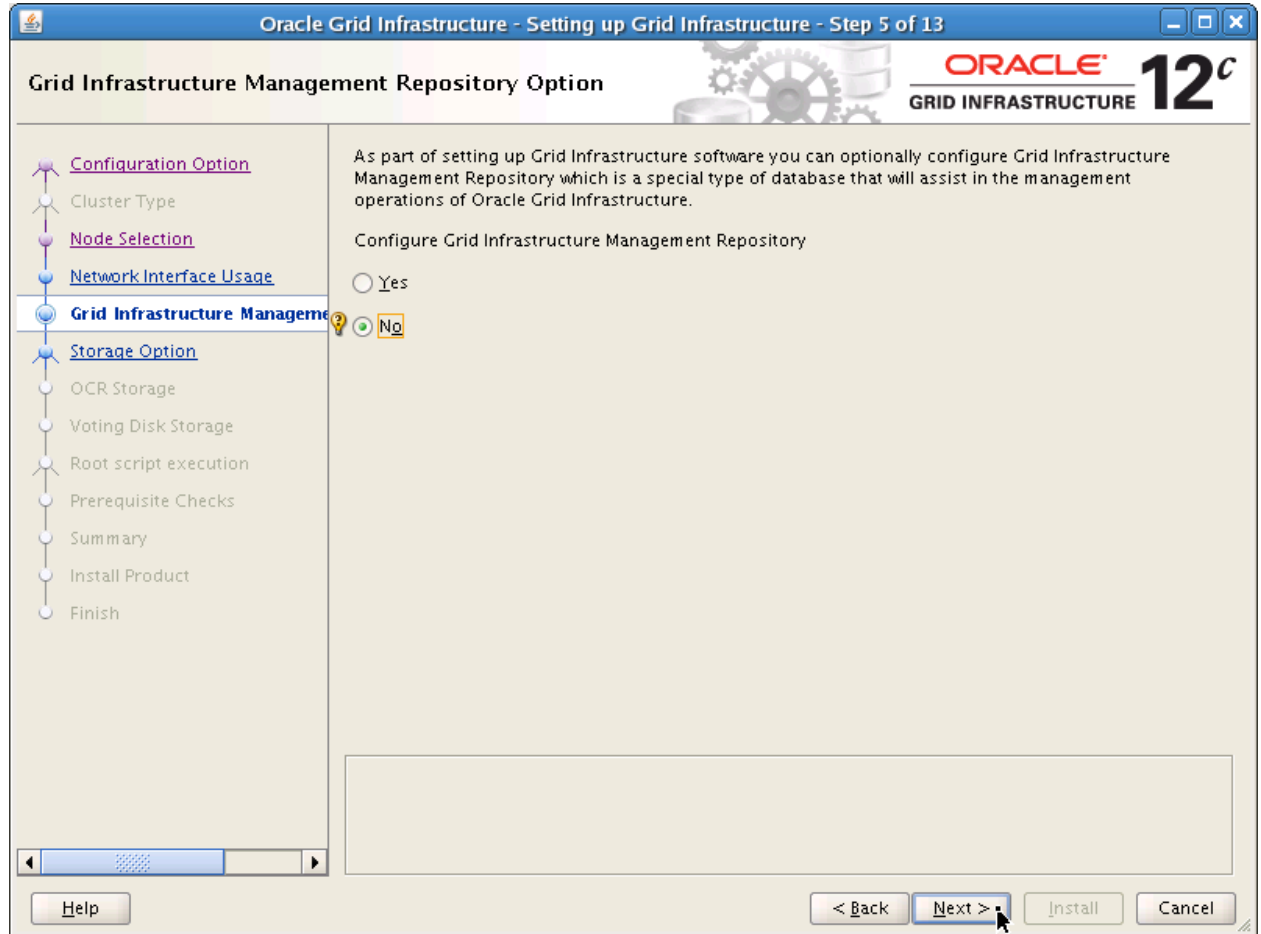 Oracle Grid Infrastructure - Setting up Grid Infrastructure - Step 5 of 13
Grid Infrastructure Management Repository Option
ORACLE
GRID INFRASTRUCTURE
12c
Configuration Option
Cluster Type
Node Selection
Network Interface Usage
Grid Infrastructure Manageme
Storage Option
OCR Storage
Voting Disk Storage
Root script execution
Prerequisite Checks
Summary
Install Product
Finish
As part of setting up Grid Infrastructure software you can optionally configure Grid Infrastructure
Management Repository which is a special type of database that will assist in the management
operations of Oracle Grid Infrastructure.
Configure Grid Infrastructure Management Repository
Yes
No
Help
< Back
Next >
Install
Cancel